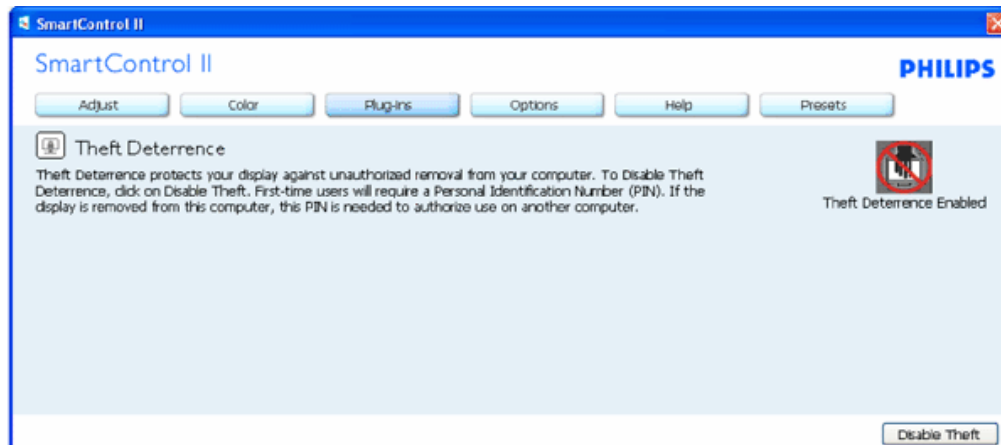 SmartControl II
SmartControl II
PHILIPS
Adjust Color Plug-Ins Options Help Presets
Theft Deterrence
Theft Deterrence protects your display against unauthorized removal from your computer. To Disable Theft
Deterrence, click on Disable Theft. First-time users will require a Personal Identification Number (PIN). If the
display is removed from this computer, this PIN is needed to authorize use on another computer.
Theft Deterrence Enabled
Disable Theft